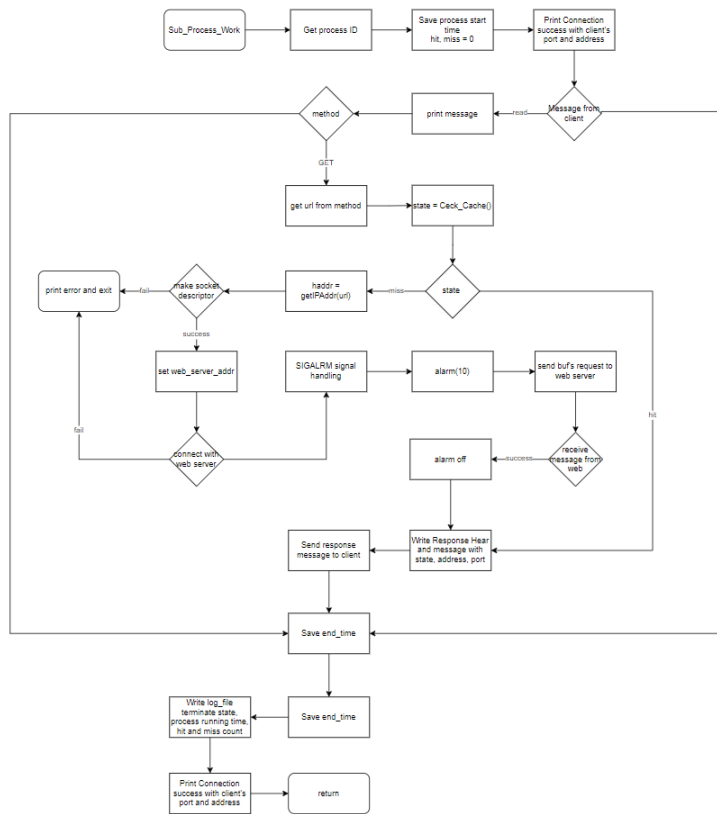 Sub_Process_Work
Get process ID
Save process start
time
hit, miss = 0
Print Connection
success with client's
port and address
Message from
client
read
print message
method
GET
get url from method
state = Ceck_Cache()
state
miss
hit
haddr =
getIPAddr(url)
make socket
descriptor
fail
print error and exit
success
set web_server_addr
connect with
web server
fail
SIGALRM signal
handling
alarm(10)
send buf's request to
web server
receive
message from
web
success
alarm off
Write Response Hear
and message with
state, address, port
Send response
message to client
Save end_time
Save end_time
Write log_file
terminate state,
process running time,
hit and miss count
Print Connection
success with client's
port and address
return